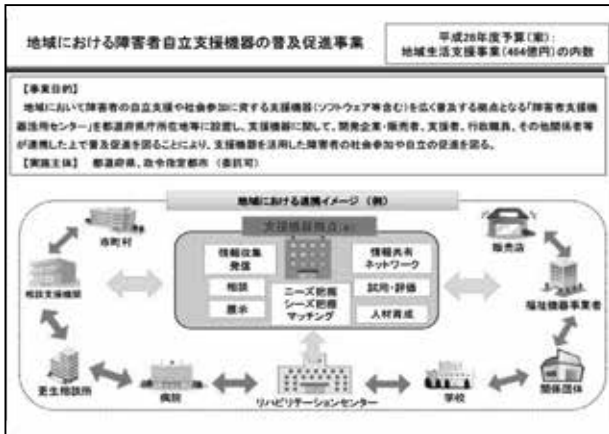 地域における障害者自立支援機器の普及促進事業
平成28年度予算(案):
地域生活支援事業(464億円)の内数
【事業目的】
地域において障害者の自立支援や社会参加に資する支援機器(ソフトウェア等含む)を広く普及する拠点となる「障害者支援機
器活用センター」を都道府県庁所在地等に設置し、支援機器に関して、開発企業・販売者、支援者、行政職員、その他関係者等
が連携した上で普及促進を図ることにより、支援機器を活用した障害者の社会参加や自立の促進を図る。
【実施主体】 都道府県、政令指定都市 (委託可)
地域における連携イメージ (例)
支援機器拠点
市町村
販売店
情報収集
発信
情報共有
ネットワーク
相談支援機関
相談
ニーズ把握
シーズ把握
マッチング
試用・評価
福祉機器事業者
展示
人材育成
更生相談所
病院
リハビリテーションセンター
学校
関係団体